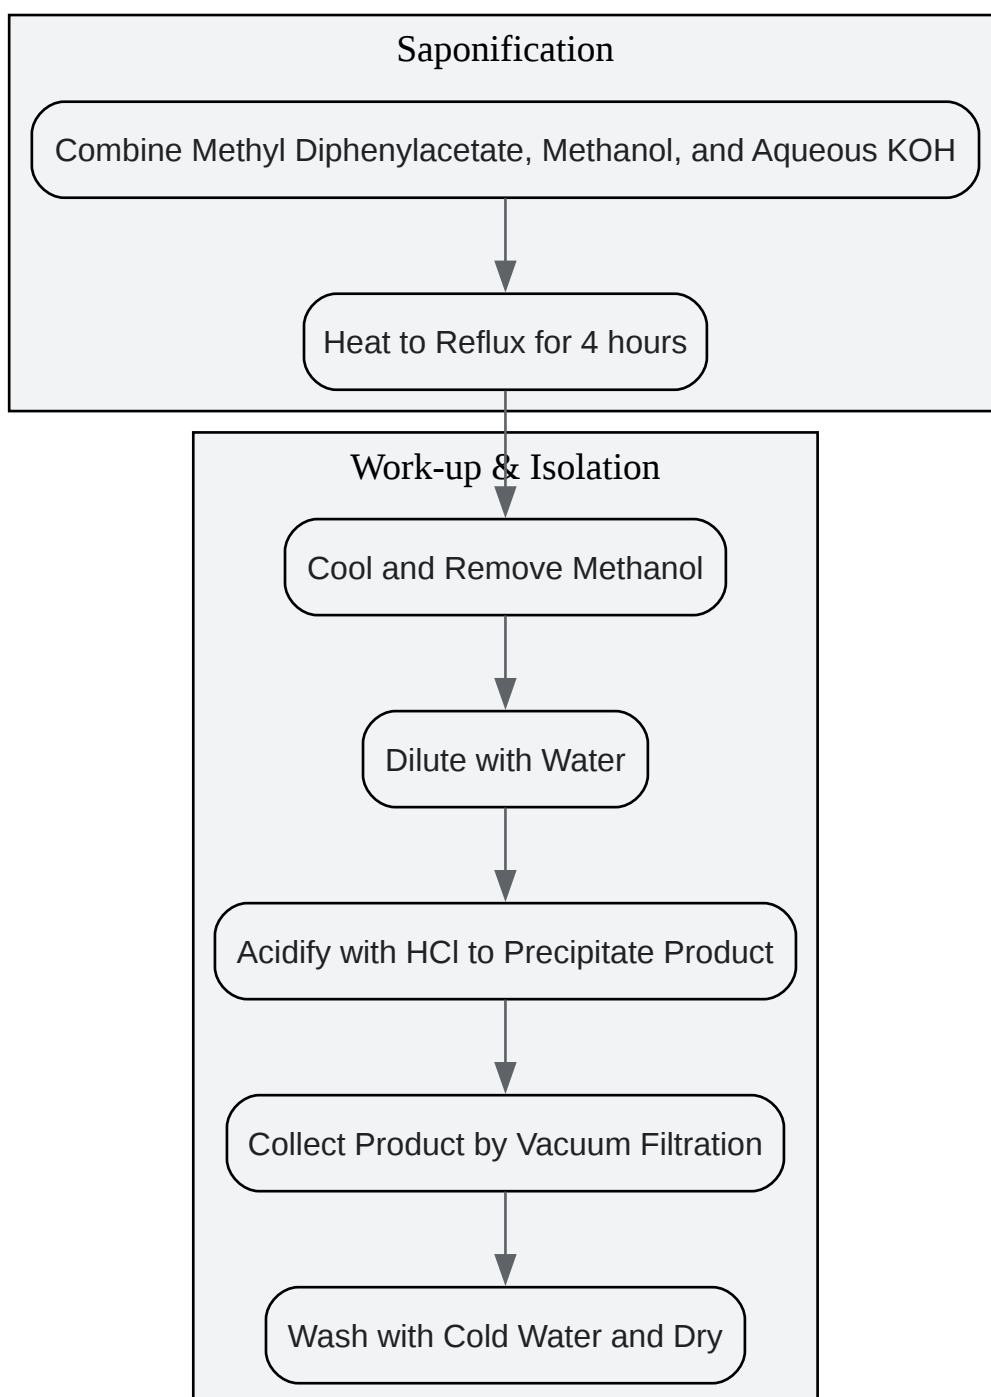 Saponification
Combine Methyl Diphenylacetate, Methanol, and Aqueous KOH
Heat to Reflux for 4 hours
Work-up & Isolation
Cool and Remove Methanol
Dilute with Water
Acidify with HCl to Precipitate Product
Collect Product by Vacuum Filtration
Wash with Cold Water and Dry